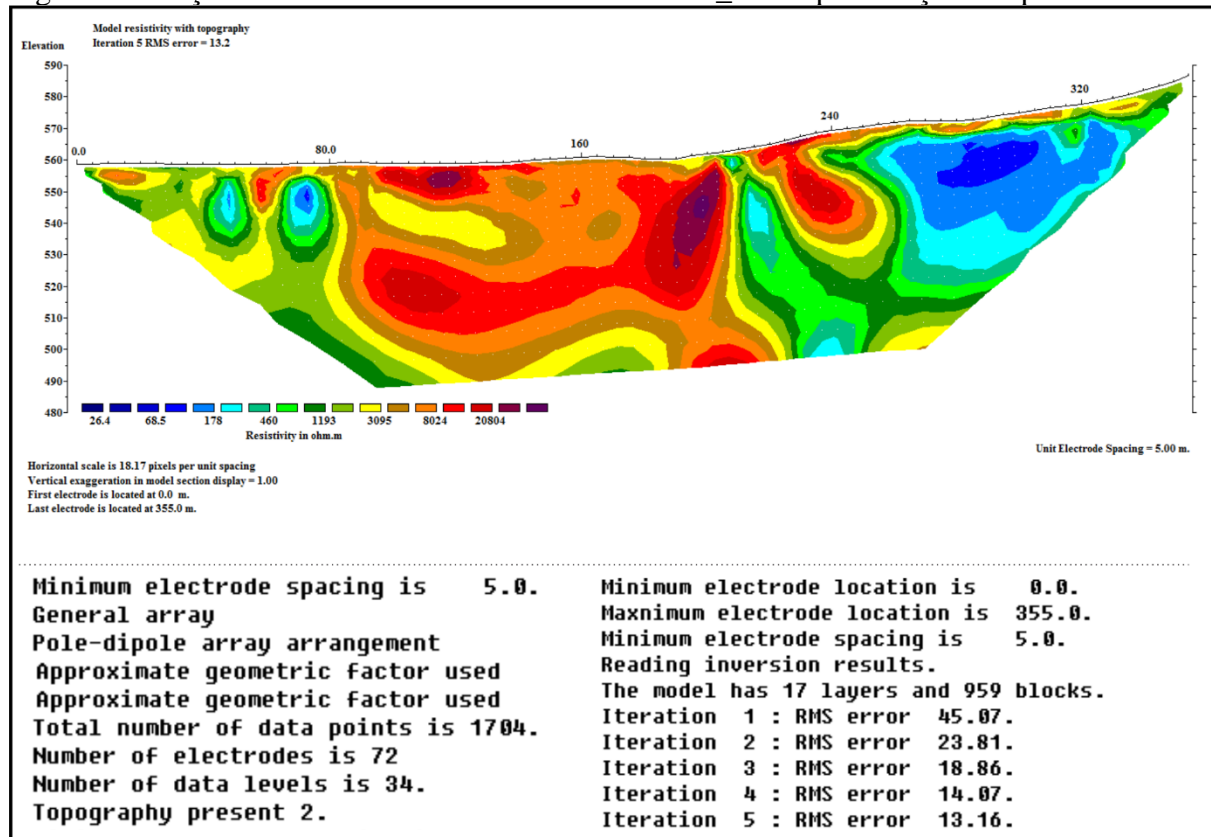 Model resistivity with topography
Iteration 5 RMS error = 13.2
Elevation
590
580
570
560
550
540
530
520
510
500
490
480
0.0
80.0
160
240
320
26.4 68.5 178 460 1193 3095 8024 20804
Resistivity in ohm.m
Unit Electrode Spacing = 5.00 m.
Horizontal scale is 18.17 pixels per unit spacing
Vertical exaggeration in model section display = 1.00
First electrode is located at 0.0 m.
Last electrode is located at 355.0 m.
Minimum electrode spacing is 5.0.
General array
Pole-dipole array arrangement
Approximate geometric factor used
Approximate geometric factor used
Total number of data points is 1704.
Number of electrodes is 72
Number of data levels is 34.
Topography present 2.
Minimum electrode location is 0.0.
Maxnimum electrode location is 355.0.
Minimum electrode spacing is 5.0.
Reading inversion results.
The model has 17 layers and 959 blocks.
Iteration 1 : RMS error 45.07.
Iteration 2 : RMS error 23.81.
Iteration 3 : RMS error 18.86.
Iteration 4 : RMS error 14.07.
Iteration 5 : RMS error 13.16.